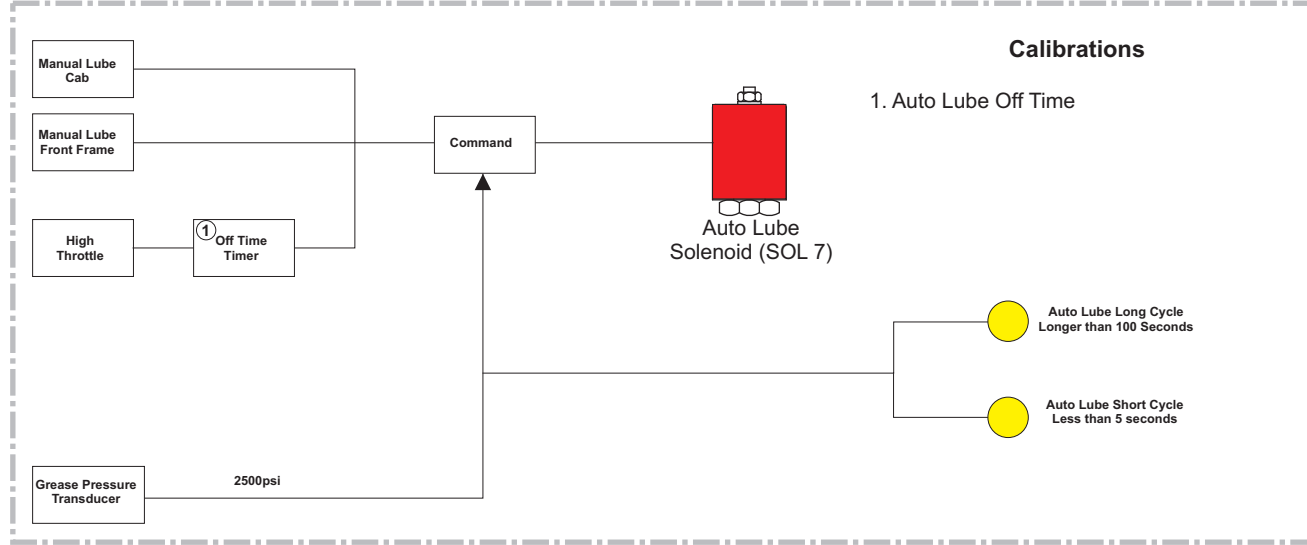 Calibrations
Manual Lube
Cab
1. Auto Lube Off Time
Manual Lube
Front Frame
Command
High
Throttle
1
Off Time
Timer
Auto Lube
Solenoid (SOL 7)
Auto Lube Long Cycle
Longer than 100 Seconds
Auto Lube Short Cycle
Less than 5 seconds
Grease Pressure
Transducer
2500psi